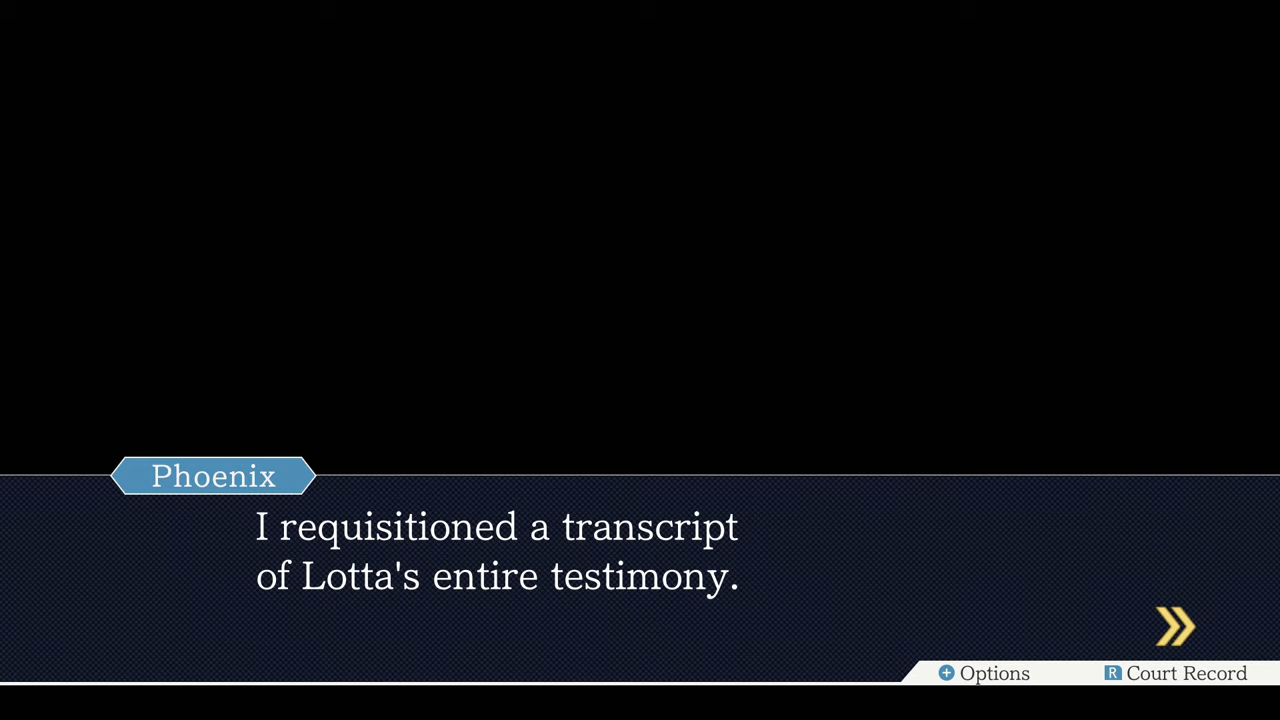 Phoenix
I requisitioned a transcript
of Lotta's entire testimony.
+ Options
R Court Record